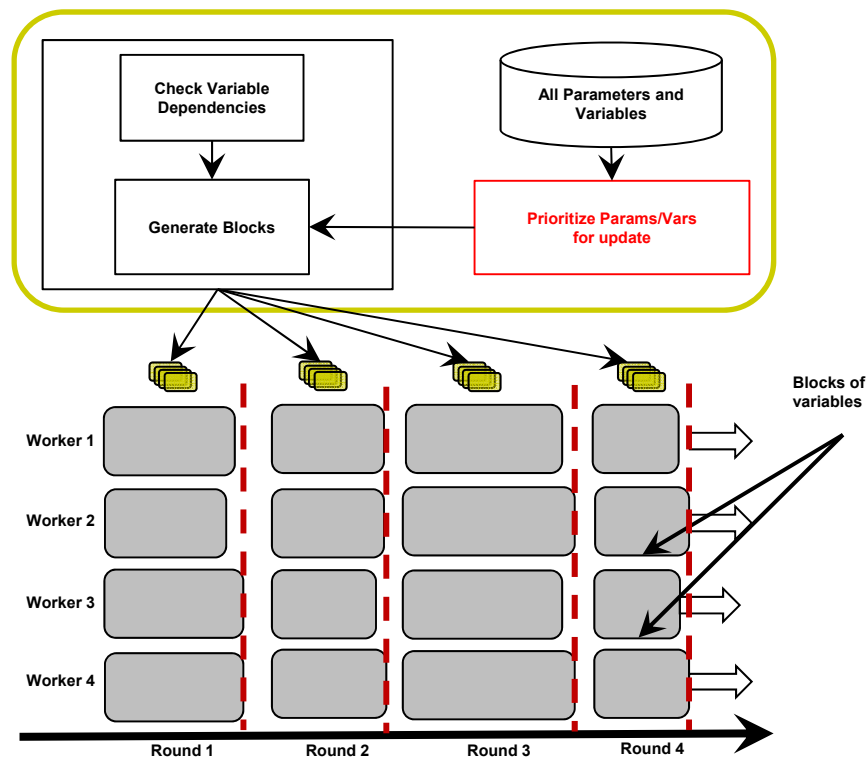 Check Variable
Dependencies
All Parameters and
Variables
Generate Blocks
Prioritize Params/Vars
for update
Blocks of
variables
Worker 1
Worker 2
Worker 3
Worker 4
Round 1
Round 2
Round 3
Round 4